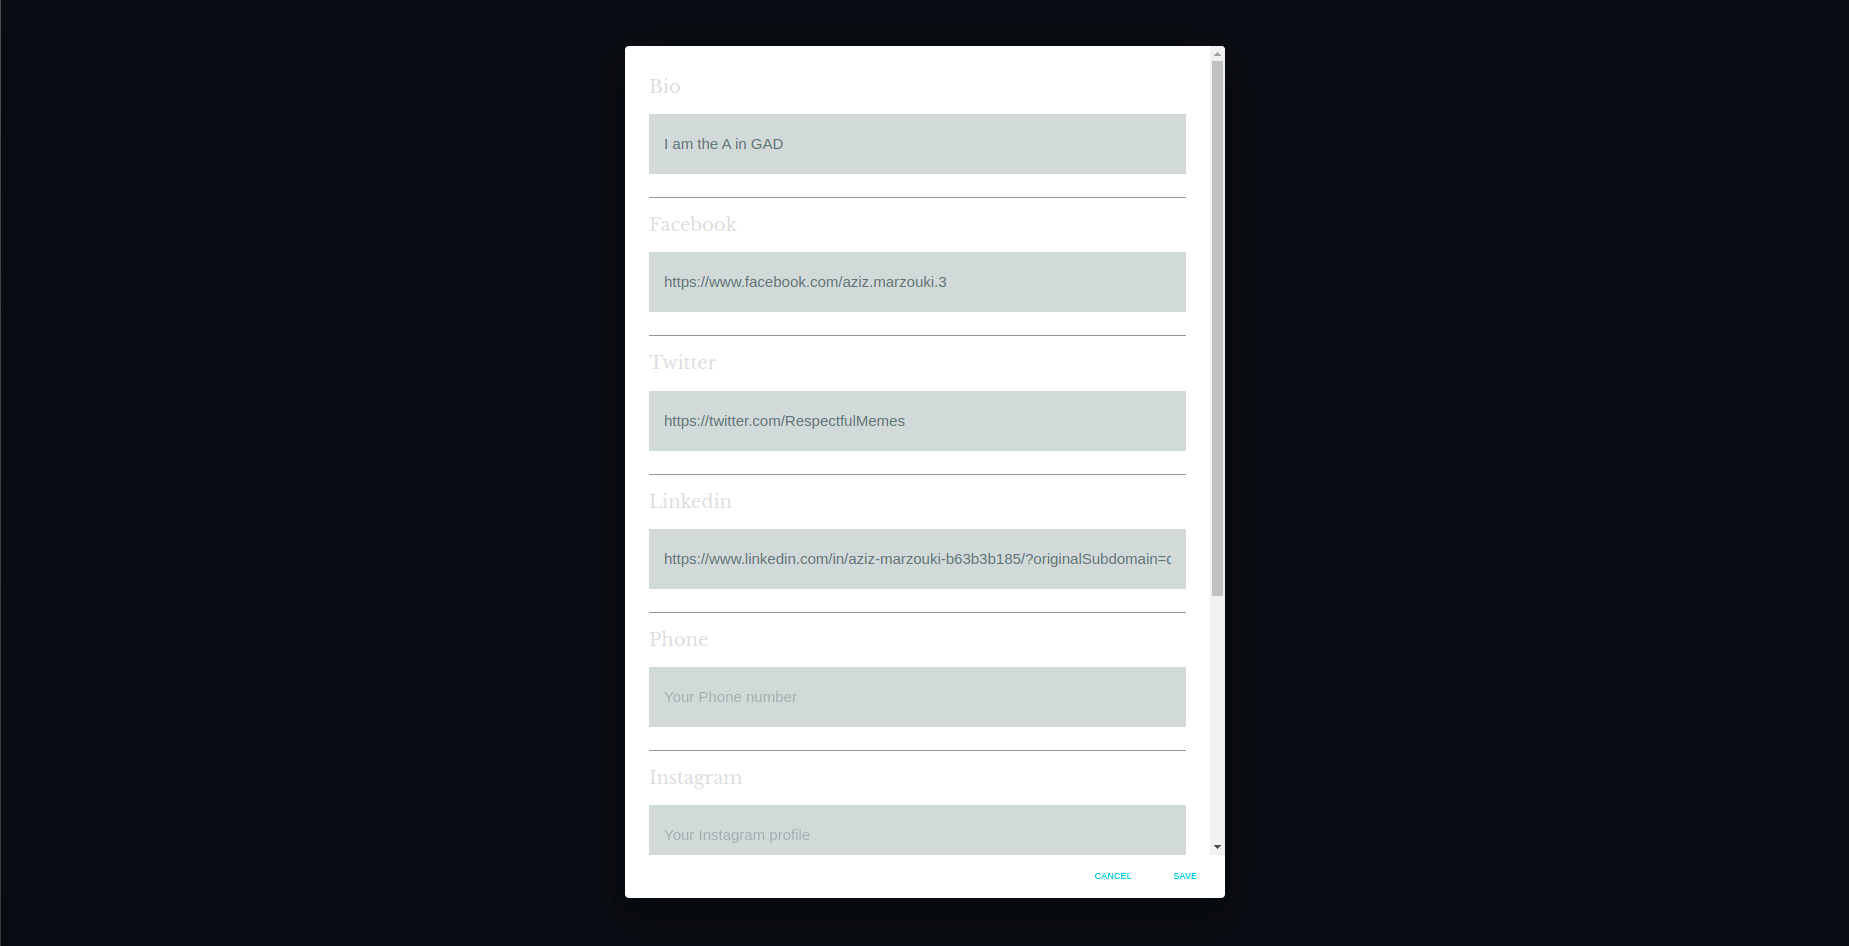 Bio
I am the A in GAD
Facebook
https://www.facebook.com/aziz.marzouki.3
Twitter
https://twitter.com/RespectfulMemes
Linkedin
https://www.linkedin.com/in/aziz-marzouki-b63b3b185/?originalSubdomain=
Phone
Your Phone number
Instagram
Your Instagram profile
CANCEL SAVE